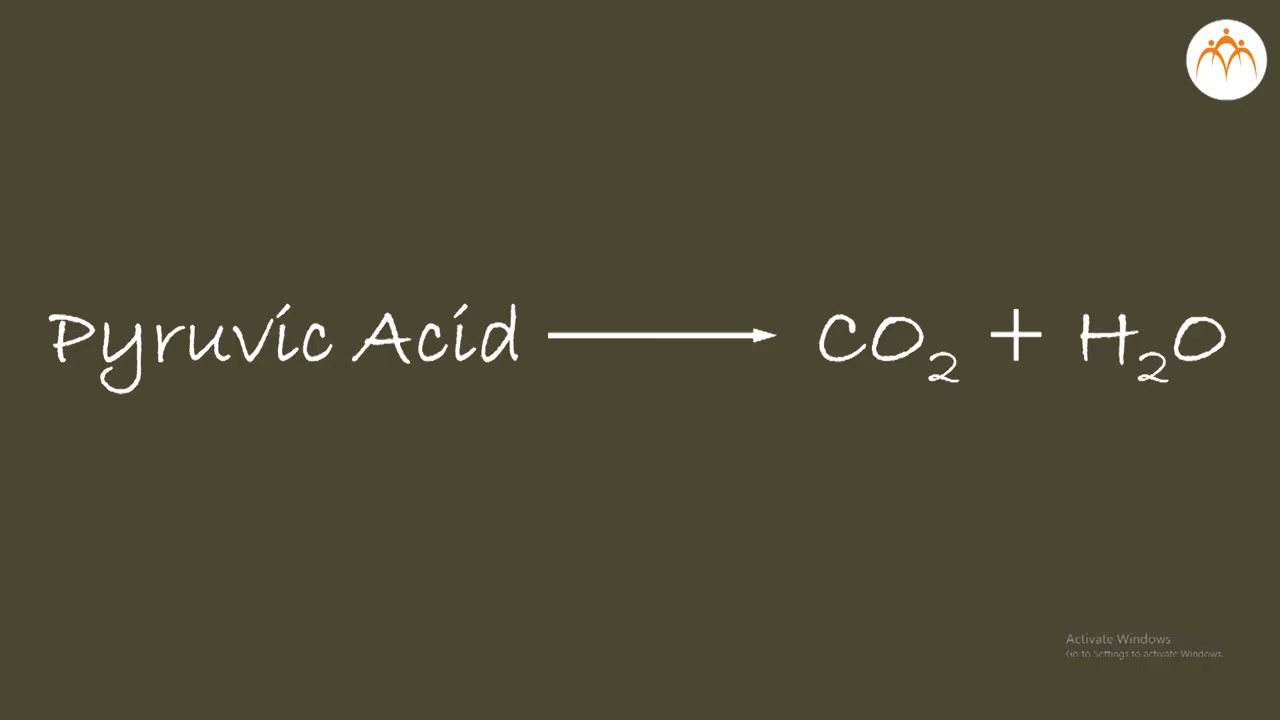 Pyruvic Acid ⟶ CO₂ + H₂O
Activate Windows
Go to Settings to activate Windows.